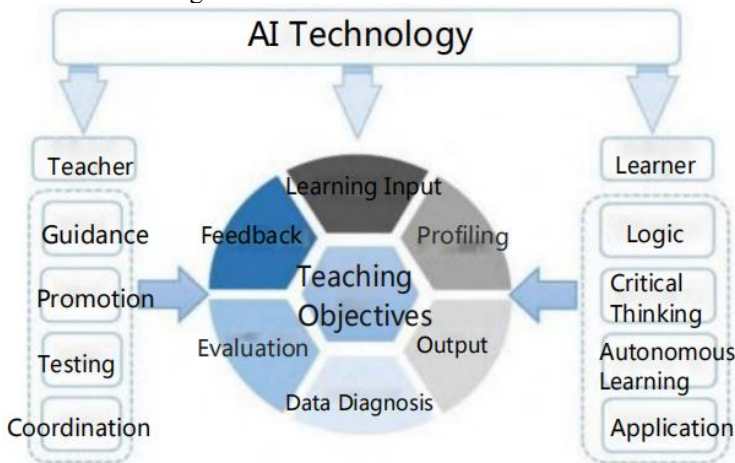 AI Technology
Teacher
Guidance
Promotion
Testing
Coordination
Learning Input
Feedback
Profiling
Teaching
Objectives
Evaluation
Output
Data Diagnosis
Learner
Logic
Critical
Thinking
Autonomous
Learning
Application